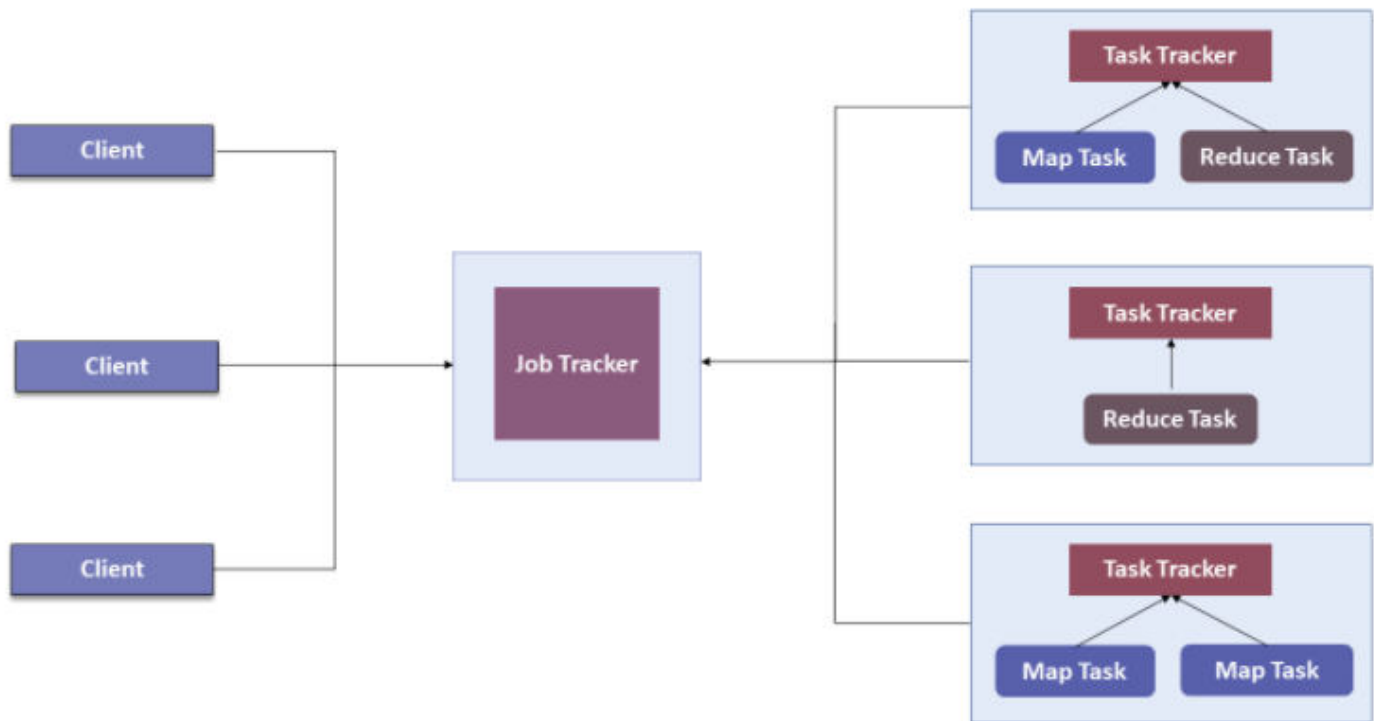 Task Tracker
Map Task
Reduce Task
Client
Task Tracker
Client
Job Tracker
Reduce Task
Client
Task Tracker
Map Task
Map Task